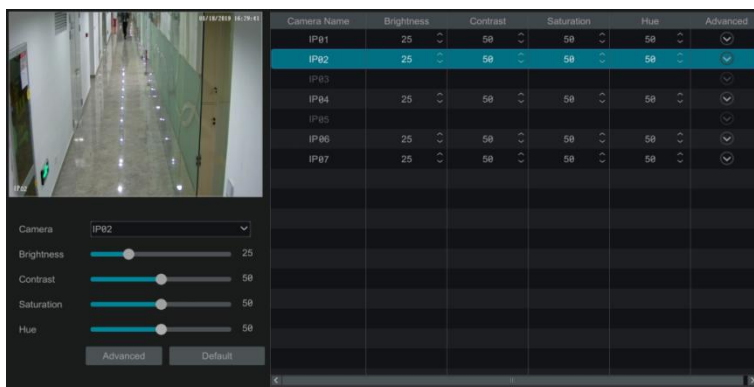 03/18/2019 16:29:41
IP02
Camera IP02
Brightness 25
Contrast 50
Saturation 50
Hue 50
Advanced Default
Camera Name Brightness Contrast Saturation Hue Advanced
IP01 25 50 50 50
IP02 25 50 50 50
IP03
IP04 25 50 50 50
IP05
IP06 25 50 50 50
IP07 25 50 50 50